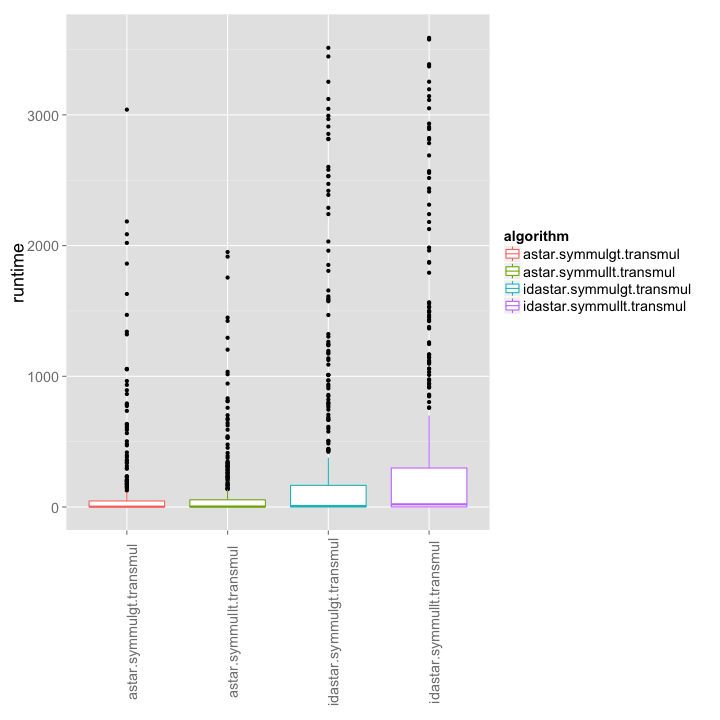 3000
2000
1000
0
runtime
algorithm
astar.symmulgt.transmul
astar.symmullt.transmul
idastar.symmulgt.transmul
idastar.symmullt.transmul
astar.symmulgt.transmul
astar.symmullt.transmul
idastar.symmulgt.transmul
idastar.symmullt.transmul